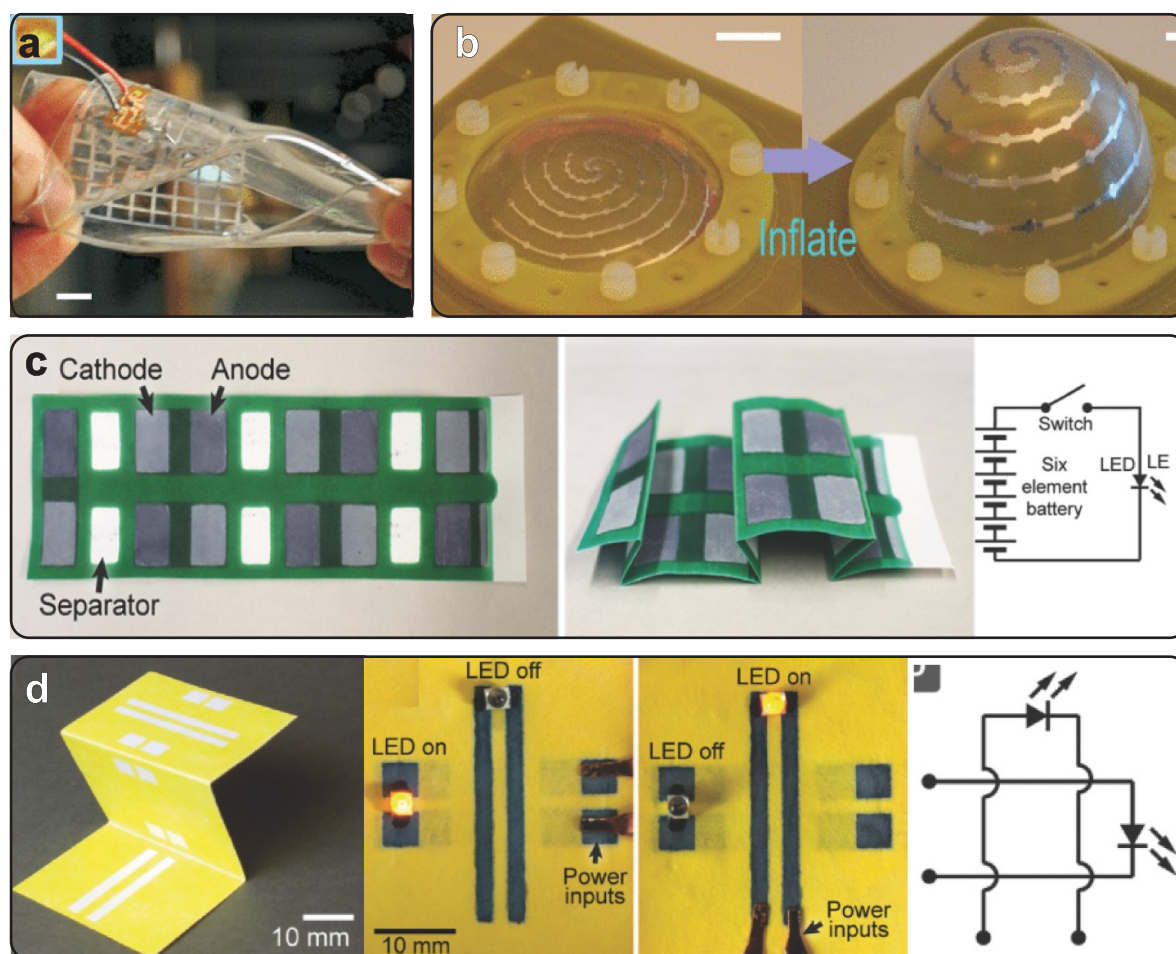 a
b
Inflate
c
Cathode
Anode
Separator
Switch
Six
element
battery
LED
LE
d
10 mm
LED off
LED on
Power
inputs
10 mm
LED on
LED off
Power
inputs